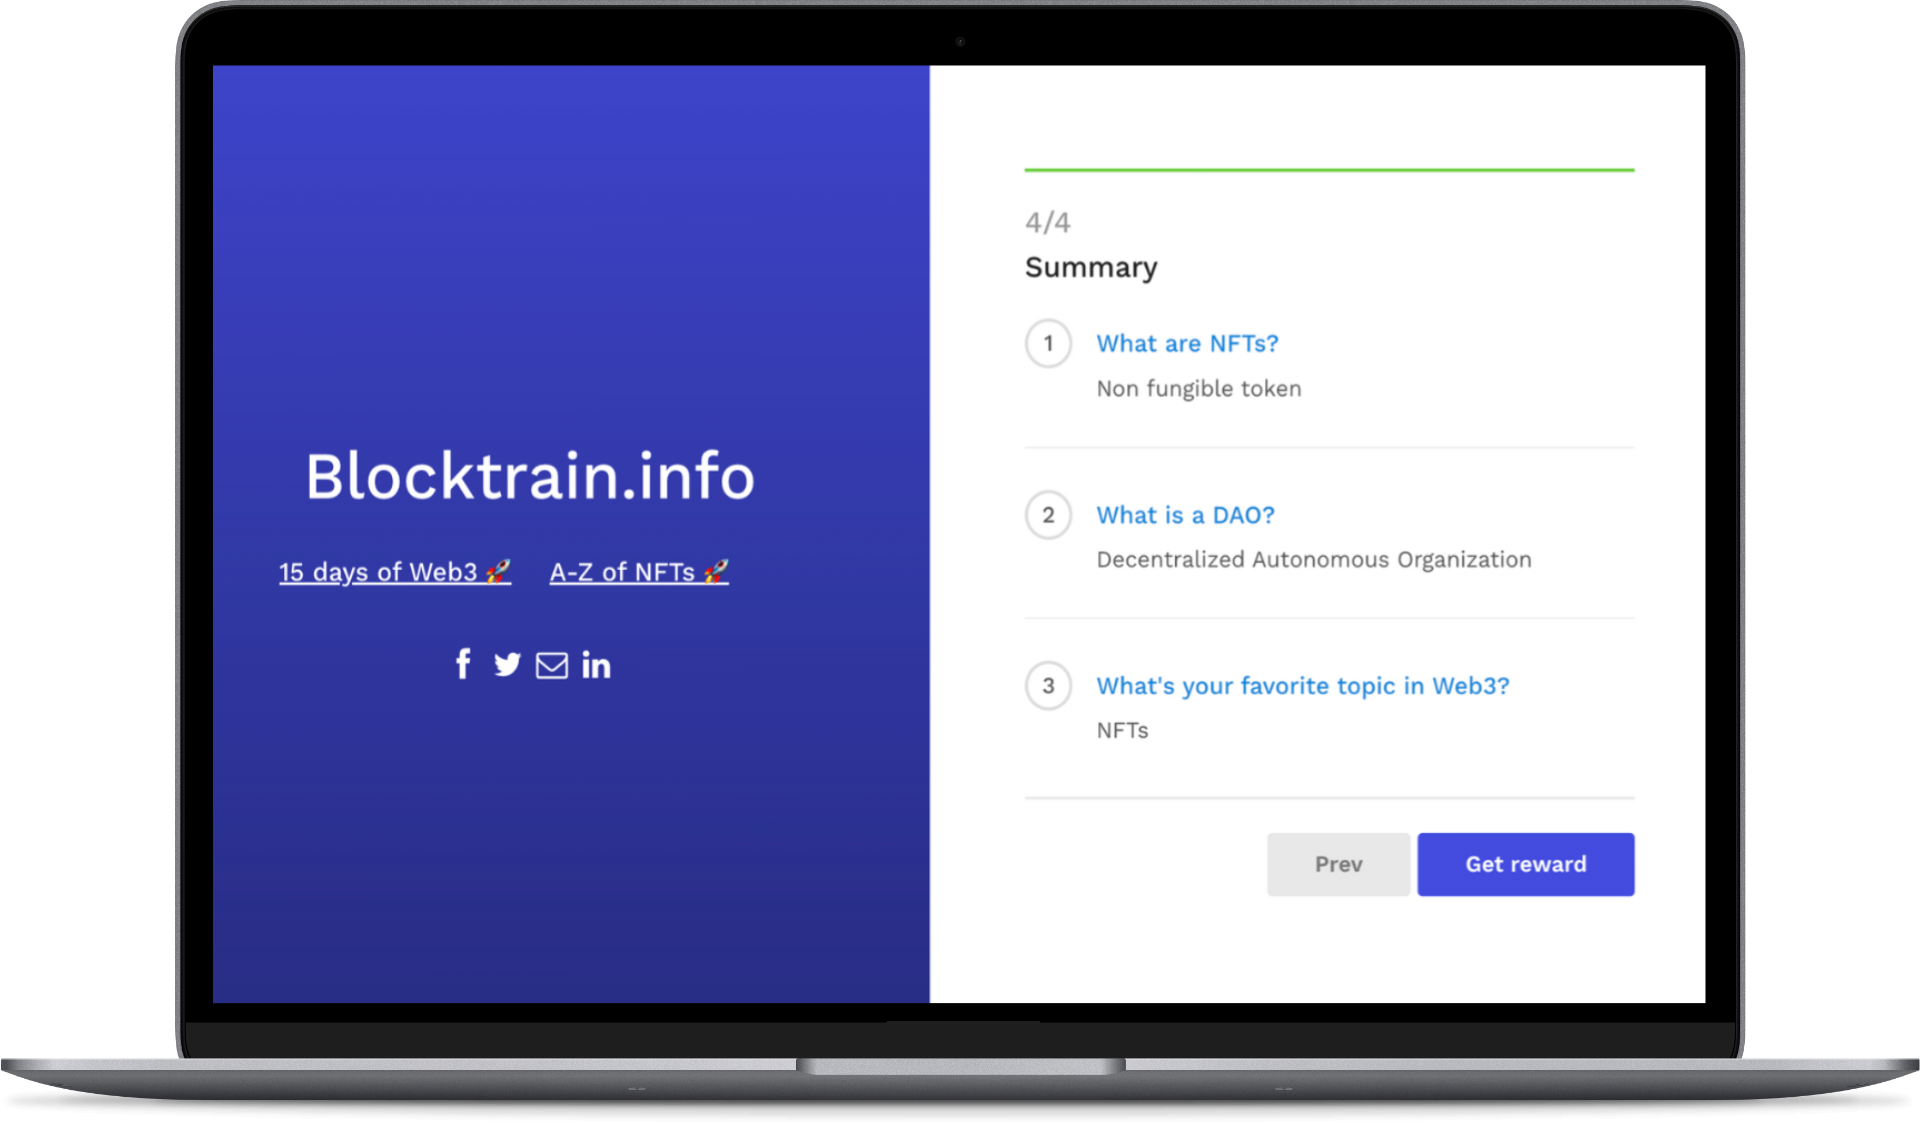 Blocktrain.info
15 days of Web3 🚀 A-Z of NFTs 🚀
4/4
Summary
1 What are NFTs?
Non fungible token
2 What is a DAO?
Decentralized Autonomous Organization
3 What's your favorite topic in Web3?
NFTs
Prev Get reward